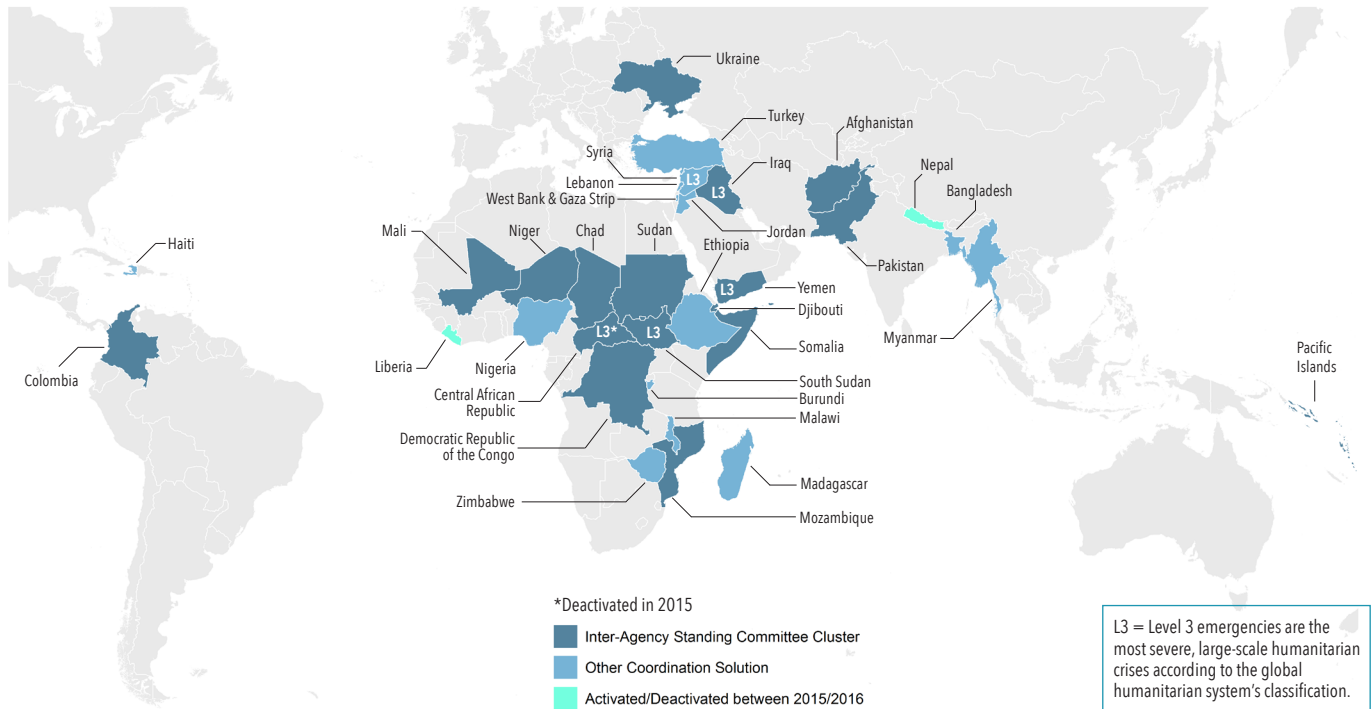 Ukraine
Turkey
Afghanistan
Syria
Iraq
Nepal
L3
Lebanon
L3
Bangladesh
West Bank & Gaza Strip
Mali
Niger
Chad
Sudan
Ethiopia
Jordan
Haiti
Pakistan
L3
Yemen
Djibouti
L3*
L3
Somalia
Myanmar
Pacific
Islands
Colombia
Liberia
Nigeria
South Sudan
Central African
Republic
Burundi
Malawi
Democratic Republic
of the Congo
Madagascar
Zimbabwe
Mozambique
*Deactivated in 2015
Inter-Agency Standing Committee Cluster
Other Coordination Solution
Activated/Deactivated between 2015/2016
L3 = Level 3 emergencies are the
most severe, large-scale humanitarian
crises according to the global
humanitarian system's classification.